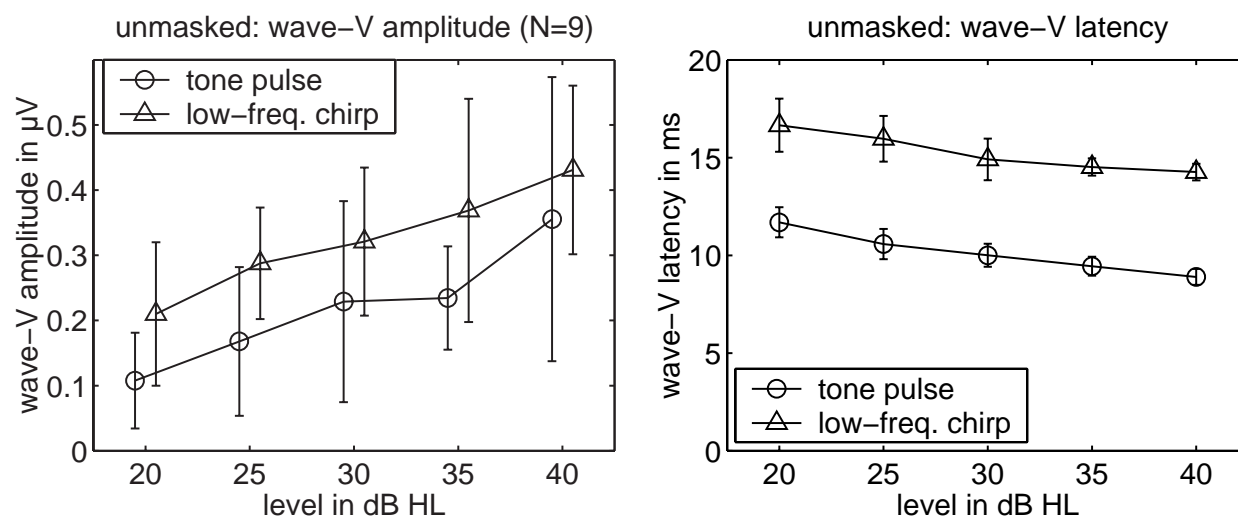 unmasked: wave−V amplitude (N=9)
tone pulse
low−freq. chirp
wave−V amplitude in µV
0.5
0.4
0.3
0.2
0.1
0
20 25 30 35 40
level in dB HL
unmasked: wave−V latency
wave−V latency in ms
20
15
10
5
0
tone pulse
low−freq. chirp
20 25 30 35 40
level in dB HL